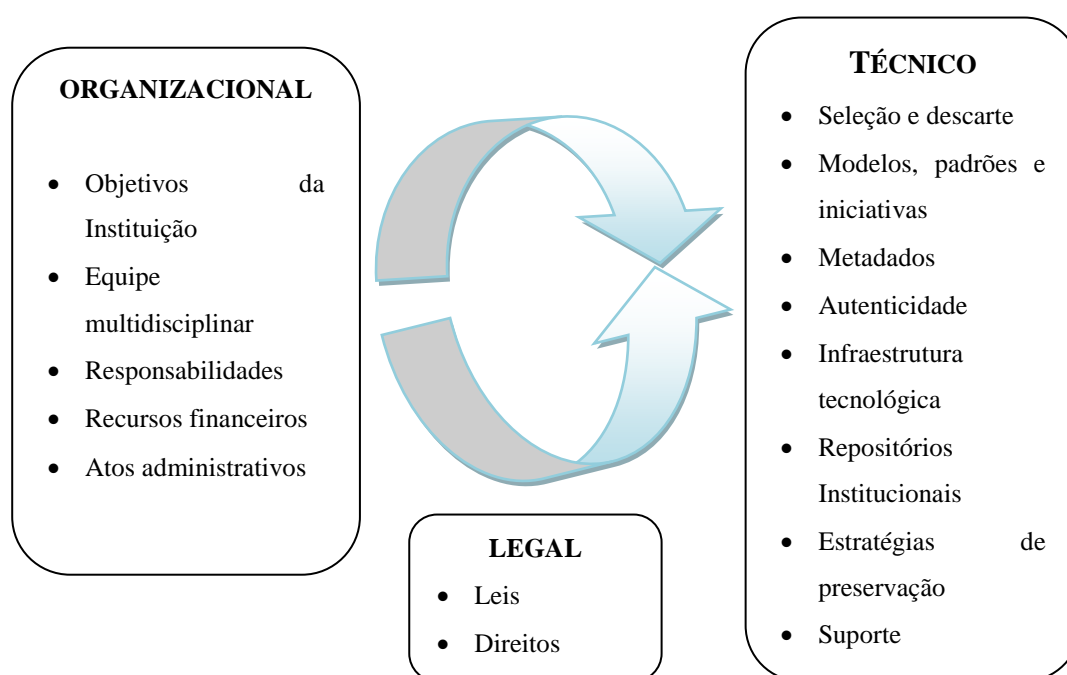 ORGANIZACIONAL
• Objetivos da
Instituição
• Equipe
multidisciplinar
• Responsabilidades
• Recursos financeiros
• Atos administrativos
LEGAL
• Leis
• Direitos
TÉCNICO
• Seleção e descarte
• Modelos, padrões e
iniciativas
• Metadados
• Autenticidade
• Infraestrutura
tecnológica
• Repositórios
Institucionais
• Estratégias de
preservação
• Suporte